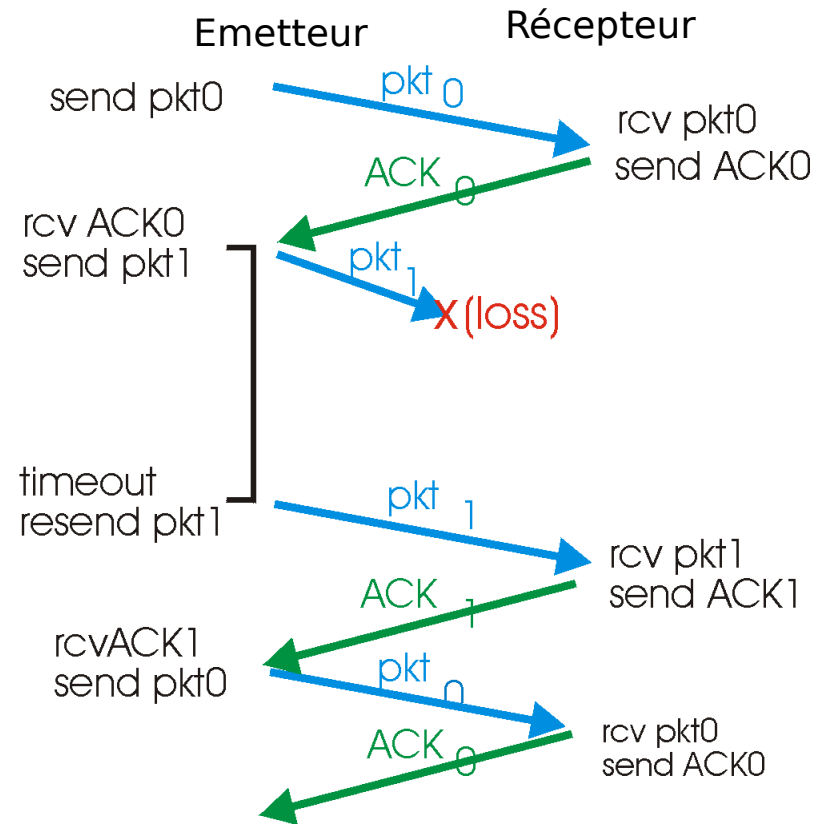 Emetteur
Récepteur
send pkt0
pkt 0
rcv pkt0
send ACK0
ACK 0
rcv ACK0
send pkt1
pkt 1
X (loss)
timeout
resend pkt1
pkt 1
rcv pkt1
send ACK1
ACK 1
rcvACK1
send pkt0
pkt 0
rcv pkt0
send ACK0
ACK 0